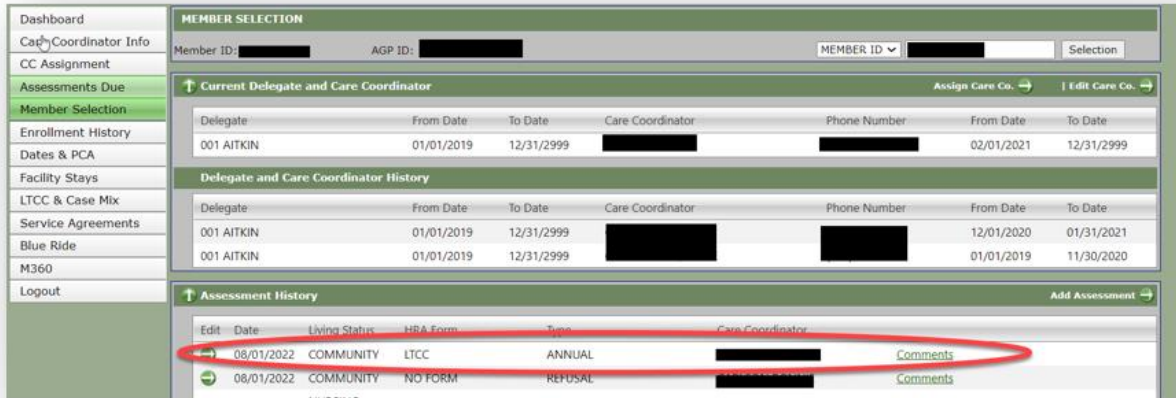 Dashboard
Care Coordinator Info
CC Assignment
Assessments Due
Member Selection
Enrollment History
Dates & PCA
Facility Stays
LTCC & Case Mix
Service Agreements
Blue Ride
M360
Logout
MEMBER SELECTION
Member ID: AGP ID: MEMBER ID Selection
Current Delegate and Care Coordinator Assign Care Co. | Edit Care Co.
Delegate From Date To Date Care Coordinator Phone Number From Date To Date
001 AITKIN 01/01/2019 12/31/2999 02/01/2021 12/31/2999
Delegate and Care Coordinator History
Delegate From Date To Date Care Coordinator Phone Number From Date To Date
001 AITKIN 01/01/2019 12/31/2999 12/01/2020 01/31/2021
001 AITKIN 01/01/2019 12/31/2999 01/01/2019 11/30/2020
Assessment History Add Assessment
Edit Date Living Status HRA Form Type Care Coordinator
08/01/2022 COMMUNITY LTCC ANNUAL Comments
08/01/2022 COMMUNITY NO FORM REFUSAL Comments